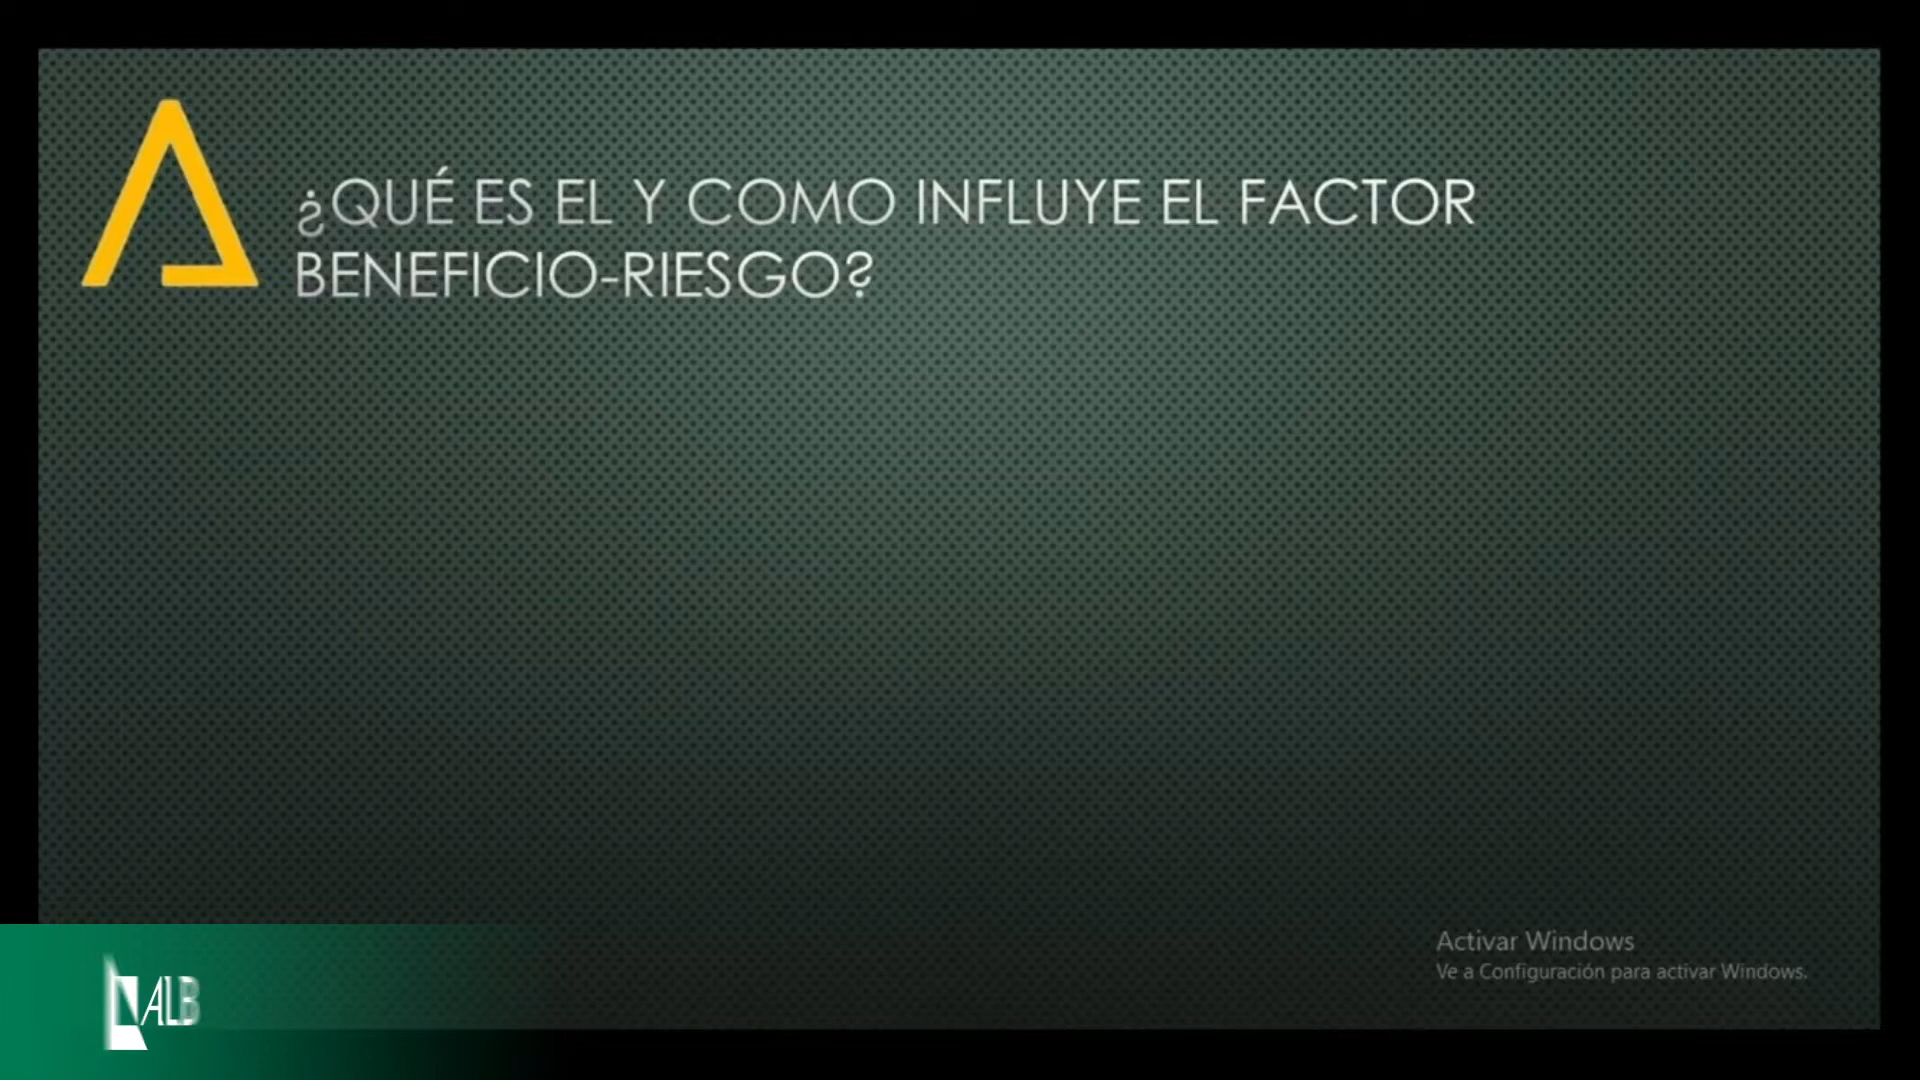 ¿QUÉ ES EL Y COMO INFLUYE EL FACTOR
BENEFICIO-RIESGO?
Activar Windows
Ve a Configuración para activar Windows.
ALB